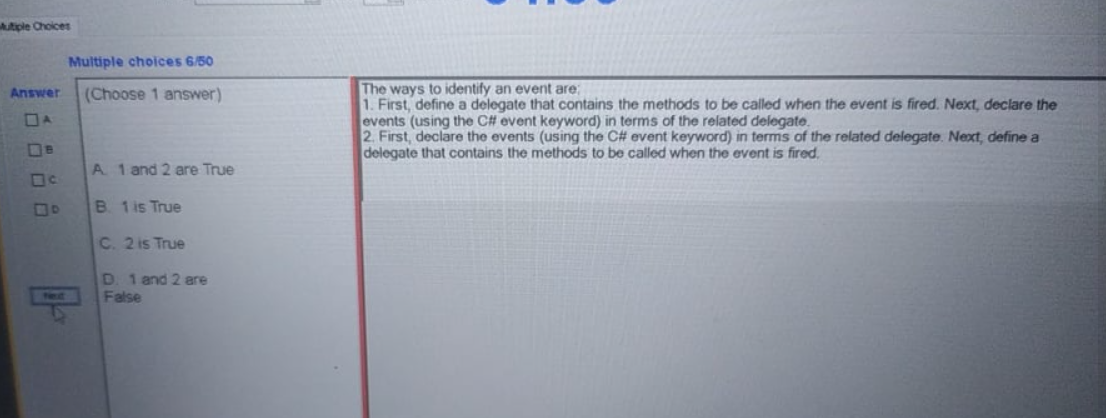 Multiple Choices
Multiple choices 6/50
Answer
(Choose 1 answer)
A
B
C
D
A. 1 and 2 are True
B. 1 is True
C. 2 is True
D. 1 and 2 are
False
Next
The ways to identify an event are:
1. First, define a delegate that contains the methods to be called when the event is fired. Next, declare the
events (using the C# event keyword) in terms of the related delegate.
2. First, declare the events (using the C# event keyword) in terms of the related delegate. Next, define a
delegate that contains the methods to be called when the event is fired.